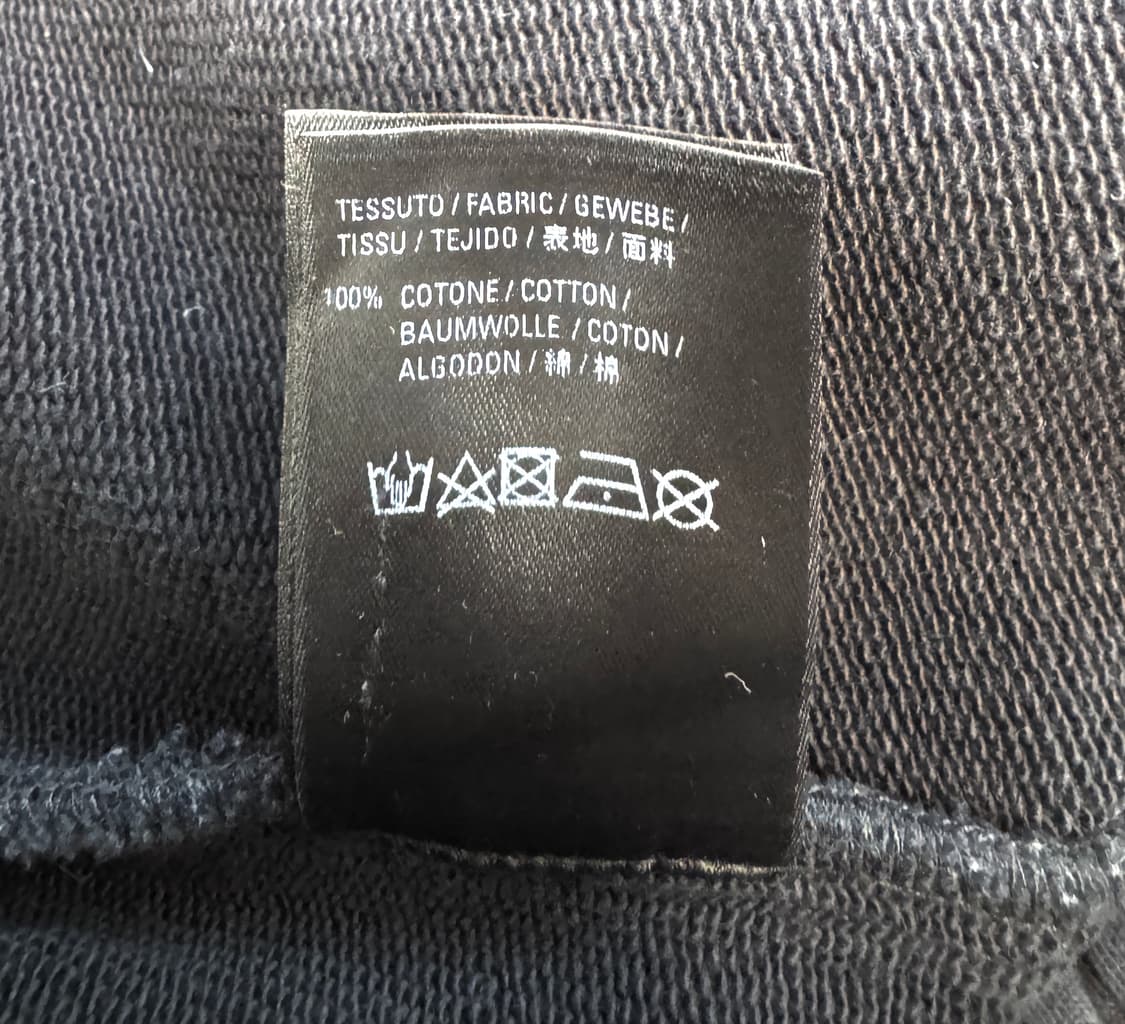 TESSUTO / FABRIC / GEWEBE /
TISSU / TEJIDO / 表地 / 面料
100% COTONE / COTTON /
BAUMWOLLE / COTON /
ALGODON / 綿 / 棉